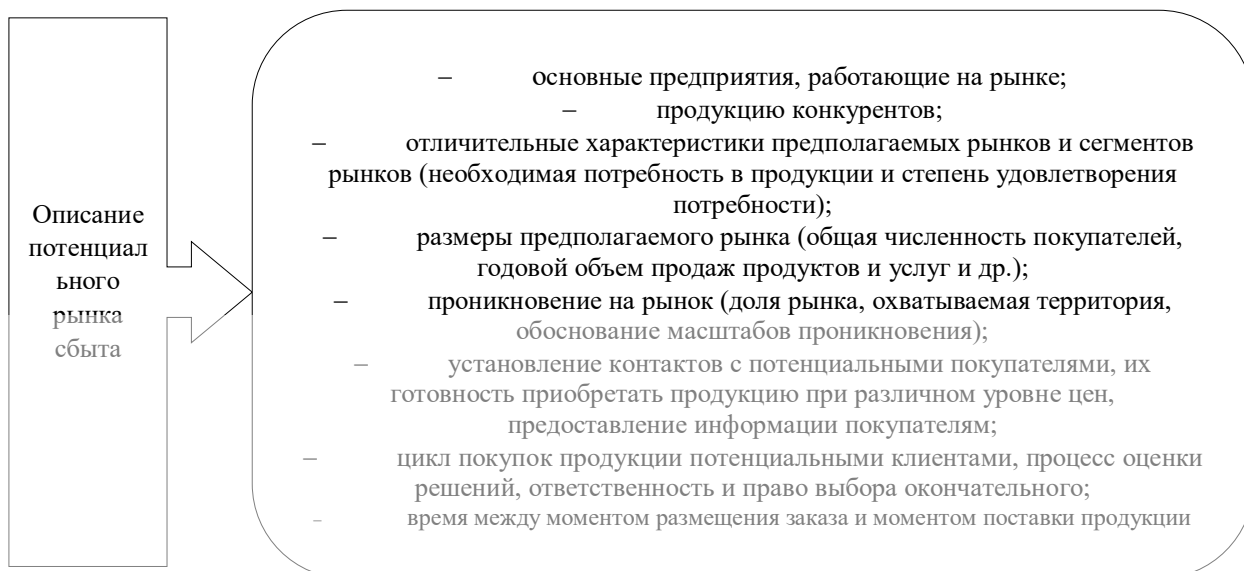 Описание
потенциал
ьного
рынка
сбыта
– основные предприятия, работающие на рынке;
– продукцию конкурентов;
– отличительные характеристики предполагаемых рынков и сегментов
рынков (необходимая потребность в продукции и степень удовлетворения
потребности);
– размеры предполагаемого рынка (общая численность покупателей,
годовой объем продаж продуктов и услуг и др.);
– проникновение на рынок (доля рынка, охватываемая территория,
обоснование масштабов проникновения);
– установление контактов с потенциальными покупателями, их
готовность приобретать продукцию при различном уровне цен,
предоставление информации покупателям;
– цикл покупок продукции потенциальными клиентами, процесс оценки
решений, ответственность и право выбора окончательного;
– время между моментом размещения заказа и моментом поставки продукции